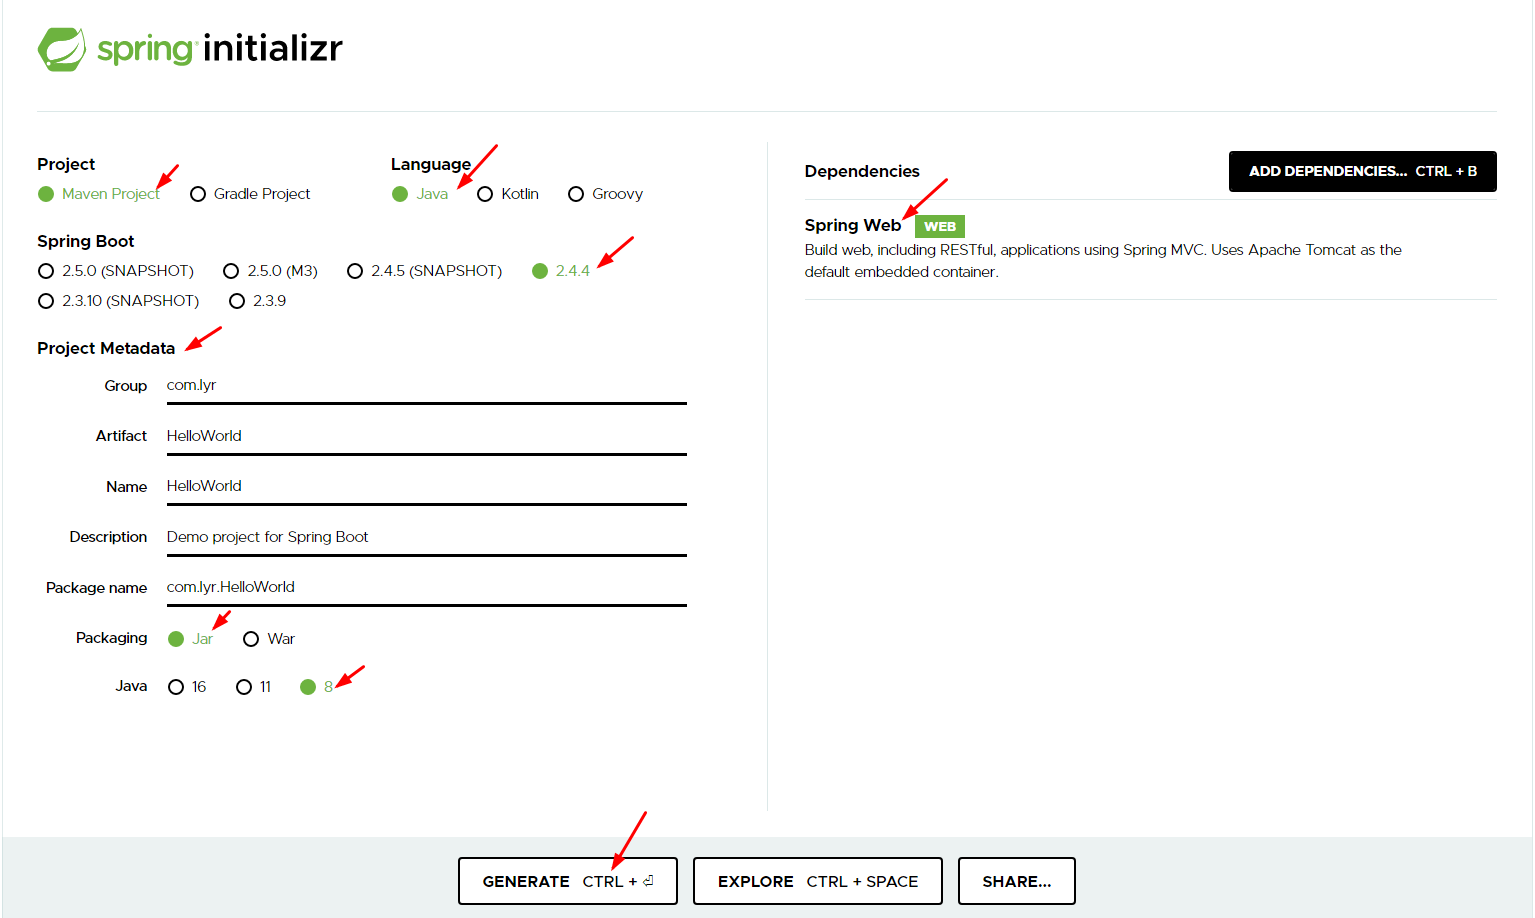 spring initializr
Project
Maven Project Gradle Project
Language
Java Kotlin Groovy
Spring Boot
2.5.0 (SNAPSHOT) 2.5.0 (M3) 2.4.5 (SNAPSHOT) 2.4.4
2.3.10 (SNAPSHOT) 2.3.9
Project Metadata
Group com.lyr
Artifact HelloWorld
Name HelloWorld
Description Demo project for Spring Boot
Package name com.lyr.HelloWorld
Packaging Jar War
Java 16 11 8
Dependencies
ADD DEPENDENCIES... CTRL + B
Spring Web WEB
Build web, including RESTful, applications using Spring MVC. Uses Apache Tomcat as the
default embedded container.
GENERATE CTRL + ⏎
EXPLORE CTRL + SPACE
SHARE...